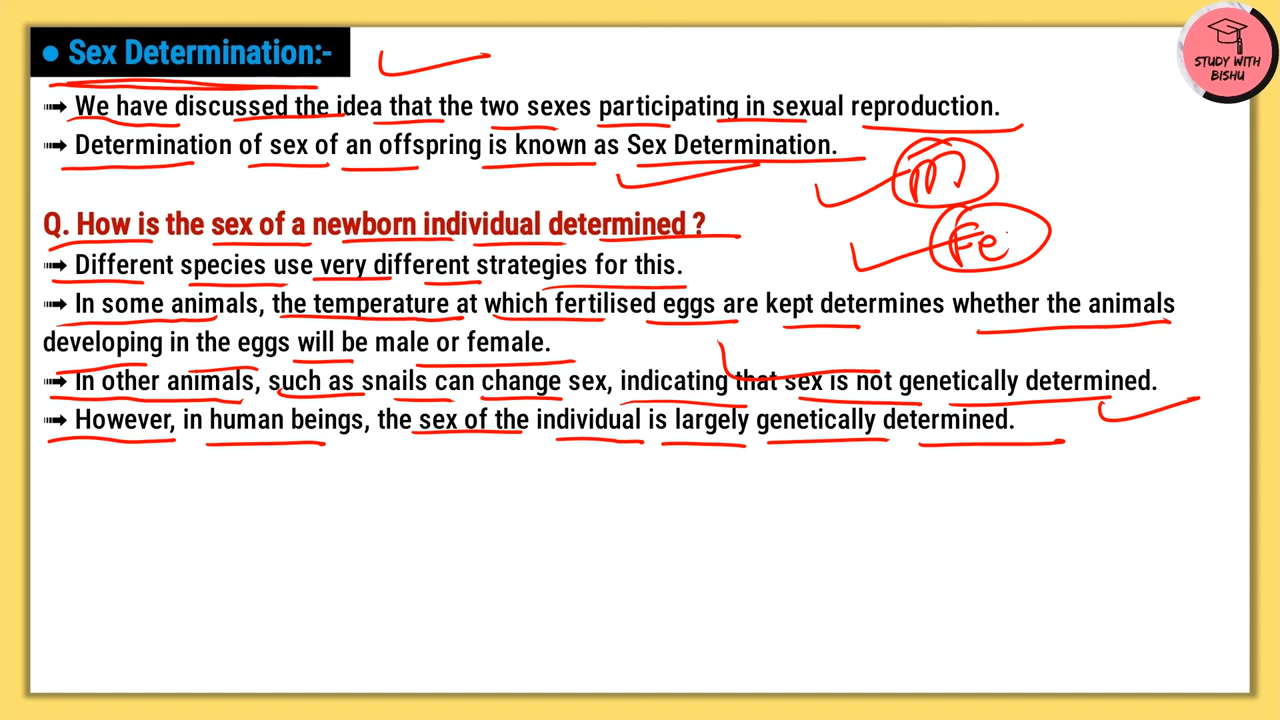 ● Sex Determination:-
STUDY WITH
BISHU
➟ We have discussed the idea that the two sexes participating in sexual reproduction.
➟ Determination of sex of an offspring is known as Sex Determination.
m
Q. How is the sex of a newborn individual determined ?
Fe
➟ Different species use very different strategies for this.
➟ In some animals, the temperature at which fertilised eggs are kept determines whether the animals
developing in the eggs will be male or female.
➟ In other animals, such as snails can change sex, indicating that sex is not genetically determined.
➟ However, in human beings, the sex of the individual is largely genetically determined.